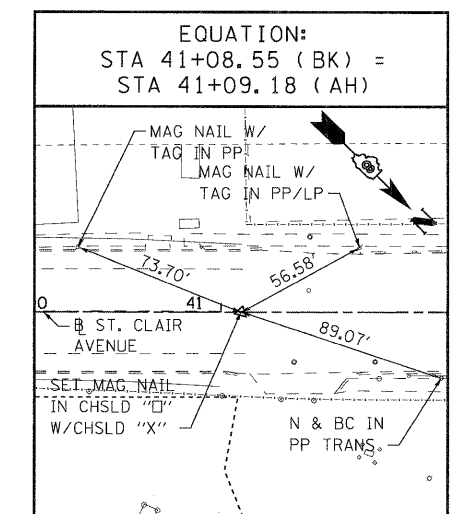 EQUATION:
STA 41+08.55 (BK) =
STA 41+09.18 (AH)
MAG NAIL W/
TAG IN PP
MAG NAIL W/
TAG IN PP/LP
N
73.70'
56.58'
0
41
89.07'
BL ST. CLAIR
AVENUE
SET MAG NAIL
IN CHSLD "□"
W/CHSLD "X"
N & BC IN
PP TRANS